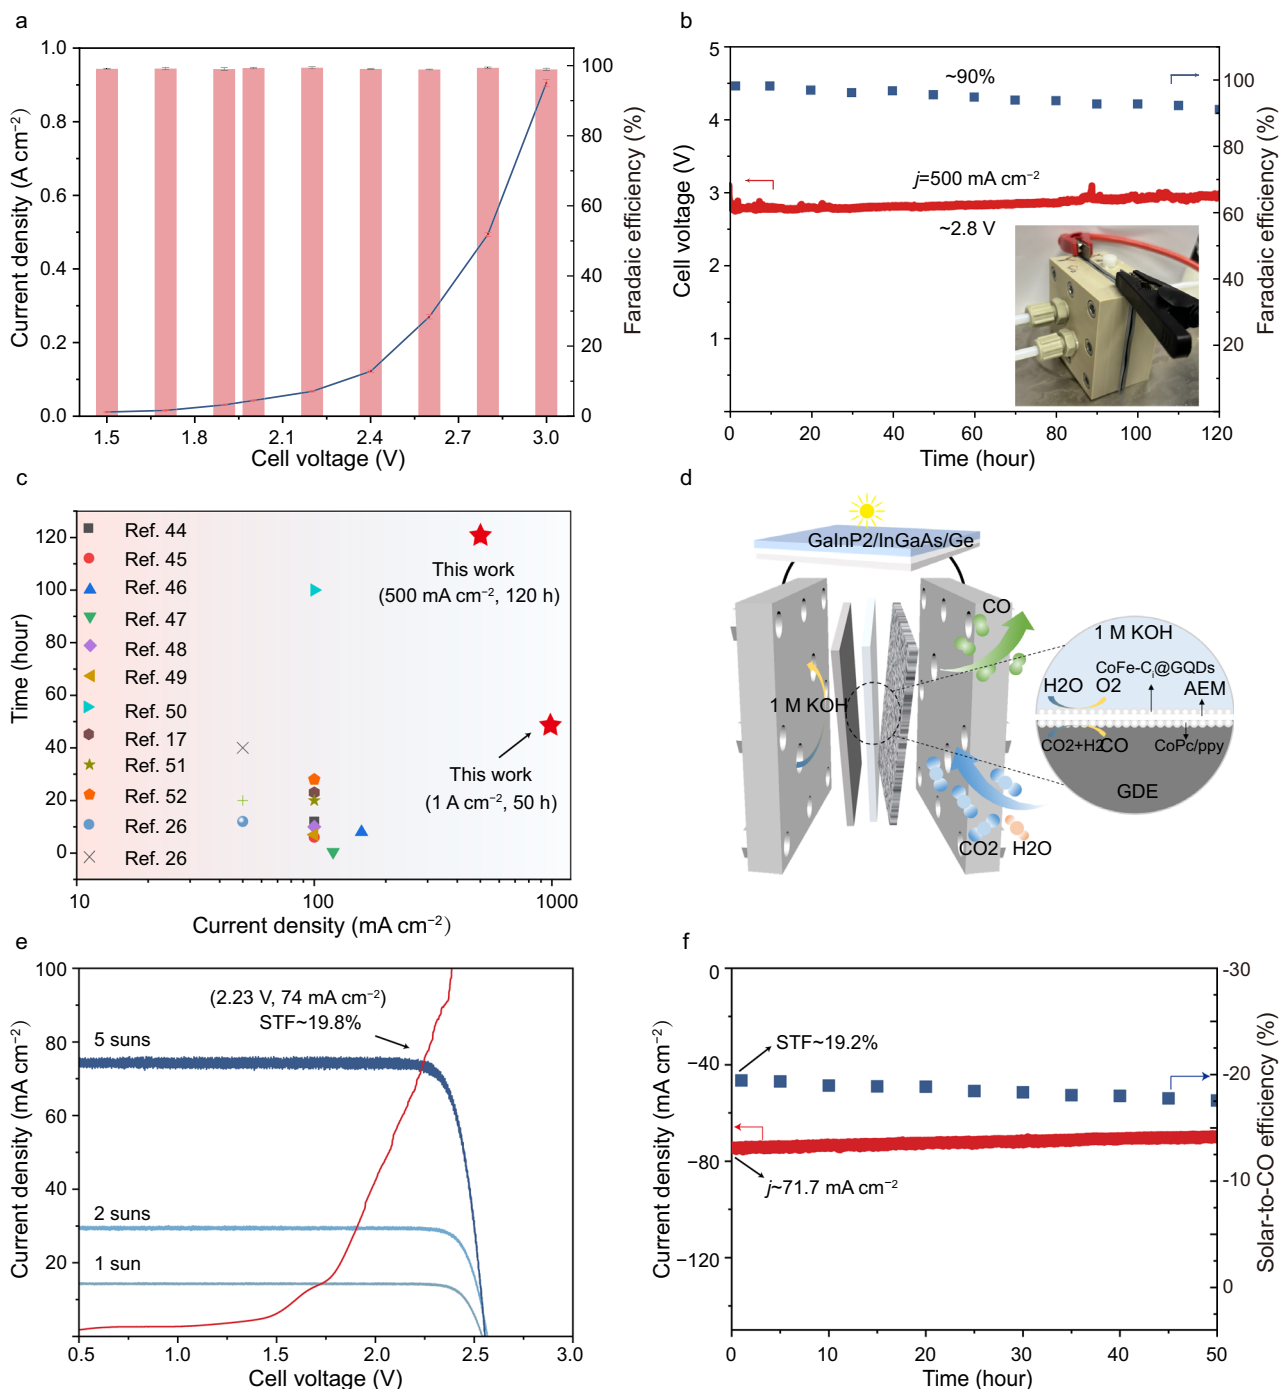 a
1.0
0.8
0.6
0.4
0.2
0.0
Current density (A cm⁻²)
100
80
60
40
20
0
Faradaic efficiency (%)
1.5
1.8
2.1
2.4
2.7
3.0
Cell voltage (V)
b
5
4
3
2
1
0
Cell voltage (V)
~90%
j=500 mA cm⁻²
~2.8 V
100
80
60
40
20
Faradaic efficiency (%)
0
20
40
60
80
100
120
Time (hour)
c
120
100
80
60
40
20
0
Time (hour)
Ref. 44
Ref. 45
Ref. 46
Ref. 47
Ref. 48
Ref. 49
Ref. 50
Ref. 17
Ref. 51
Ref. 52
Ref. 26
Ref. 26
This work
(500 mA cm⁻², 120 h)
This work
(1 A cm⁻², 50 h)
10
100
1000
Current density (mA cm⁻²)
d
GaInP2/InGaAs/Ge
CO
1 M KOH
CO2
H2O
1 M KOH
CoFe-Ci@GQDs
H2O
O2
AEM
CO2+H2
CO
CoPc/ppy
GDE
e
100
80
60
40
20
Current density (mA cm⁻²)
(2.23 V, 74 mA cm⁻²)
STF~19.8%
5 suns
2 suns
1 sun
0.5
1.0
1.5
2.0
2.5
3.0
Cell voltage (V)
f
0
−40
−80
−120
Current density (mA cm⁻²)
STF~19.2%
j~71.7 mA cm⁻²
-30
-20
-10
0
Solar-to-CO efficiency (%)
0
10
20
30
40
50
Time (hour)